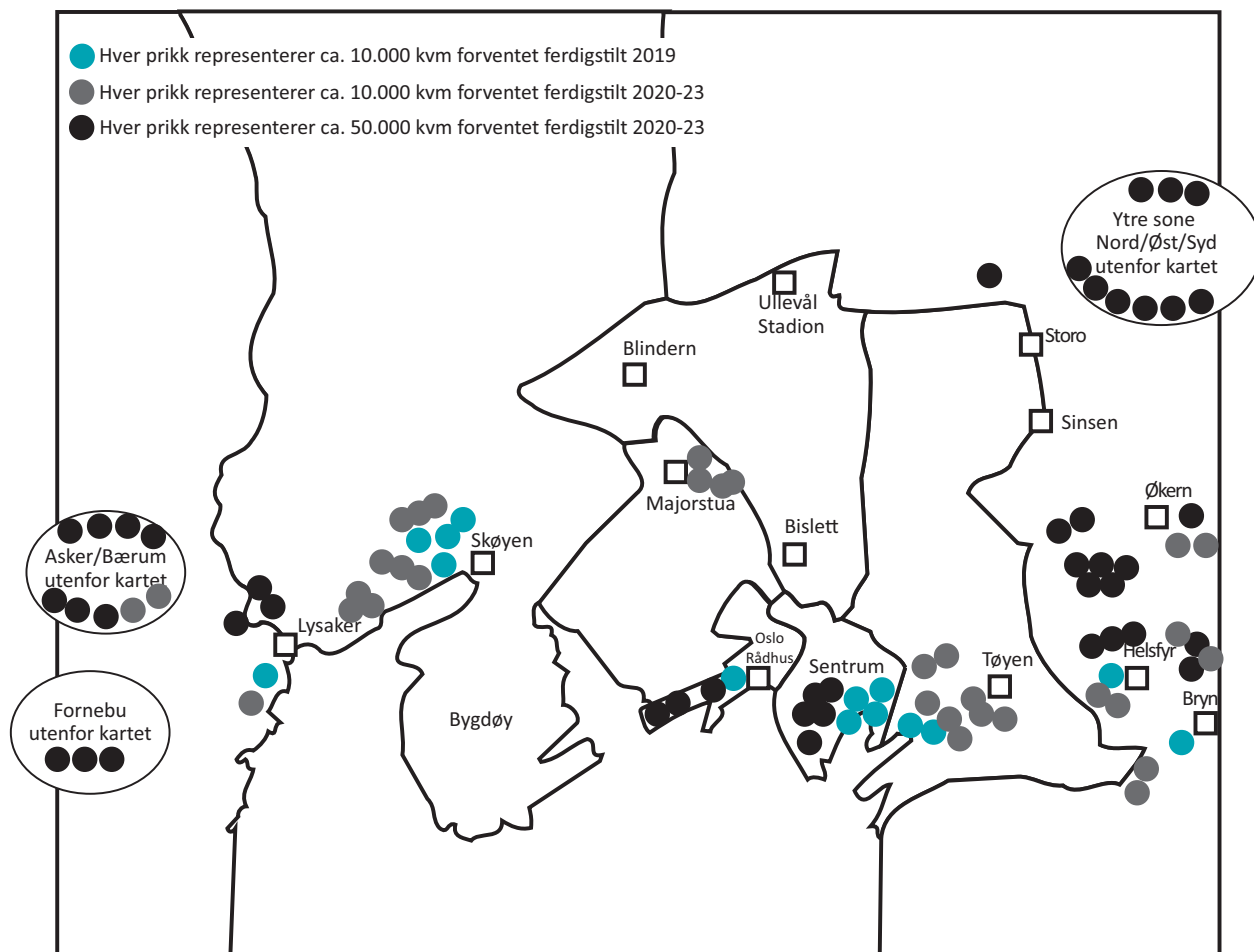 Hver prikk representerer ca. 10.000 kvm forventet ferdigstilt 2019
Hver prikk representerer ca. 10.000 kvm forventet ferdigstilt 2020-23
Hver prikk representerer ca. 50.000 kvm forventet ferdigstilt 2020-23
Ytre sone
Nord/Øst/Syd
utenfor kartet
Ullevål
Stadion
Storo
Blindern
Sinsen
Majorstua
Økern
Bislett
Skøyen
Asker/Bærum
utenfor kartet
Lysaker
Oslo
Rådhus
Sentrum
Tøyen
Helsfyr
Bryn
Fornebu
utenfor kartet
Bygdøy